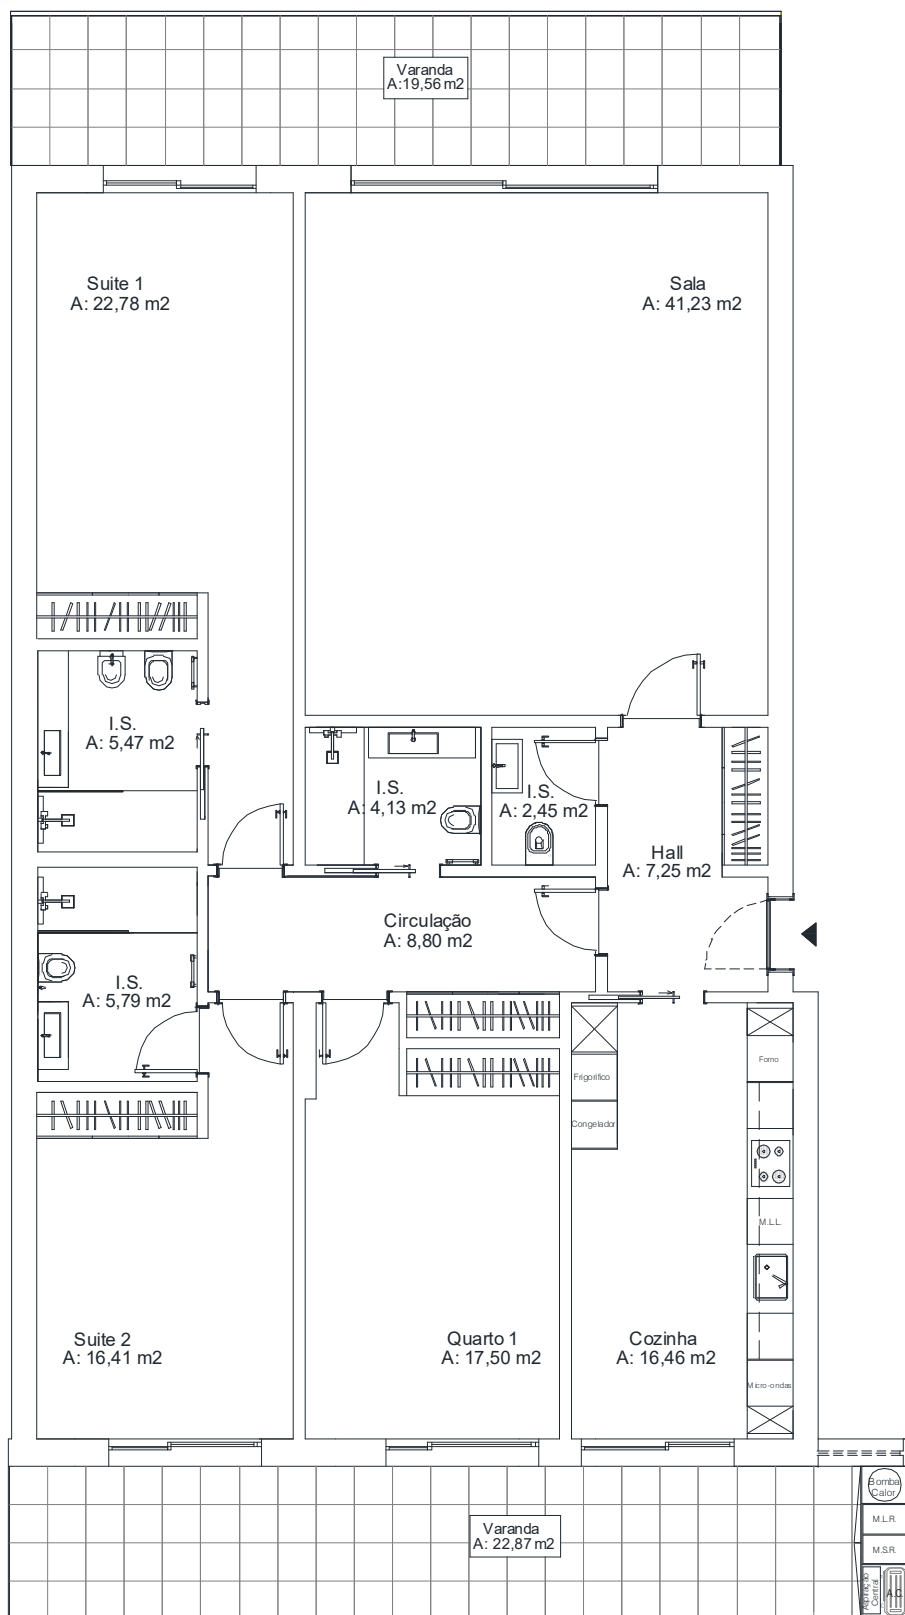 Varanda
A:19,56 m2
Suite 1
A: 22,78 m2
Sala
A: 41,23 m2
I.S.
A: 5,47 m2
I.S.
A: 4,13 m2
I.S.
A: 2,45 m2
Hall
A: 7,25 m2
Circulação
A: 8,80 m2
I.S.
A: 5,79 m2
Forno
Frigorifico
Congelador
M.L.L.
Suite 2
A: 16,41 m2
Quarto 1
A: 17,50 m2
Cozinha
A: 16,46 m2
Micro-ondas
Bomba
Calor
M.L.R.
Varanda
A: 22,87 m2
M.S.R.
Aspiração
Central
A.C.